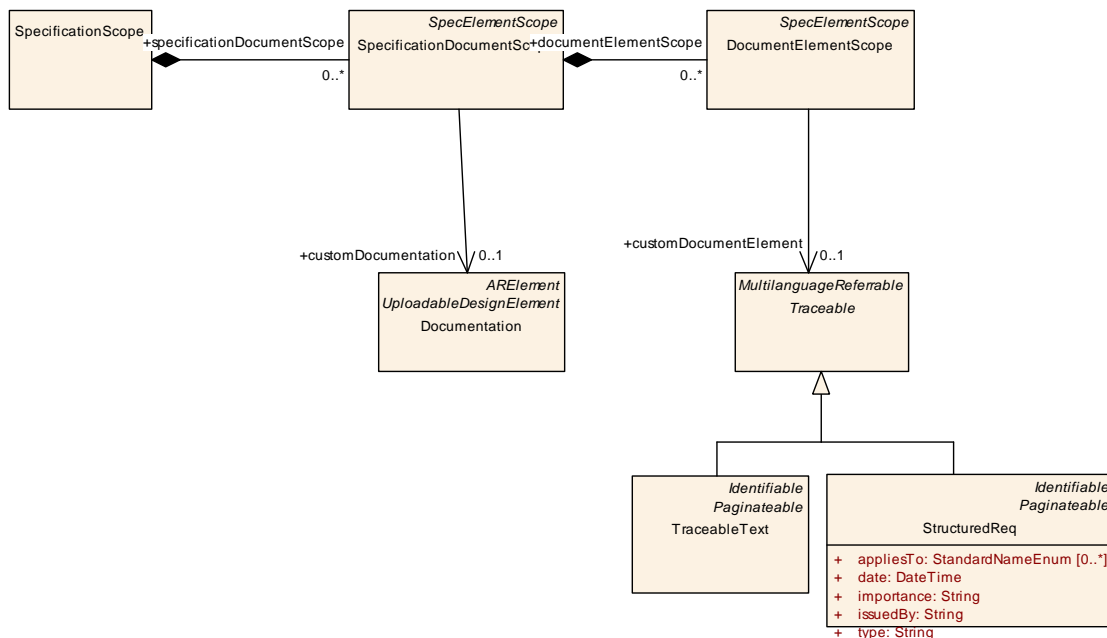 SpecificationScope
+specificationDocumentScope
0..*
SpecElementScope
SpecificationDocumentSc
+documentElementScope
0..*
SpecElementScope
DocumentElementScope
+customDocumentation
0..1
+customDocumentElement
0..1
ARElement
UploadableDesignElement
Documentation
MultilanguageReferrable
Traceable
Identifiable
Paginateable
TraceableText
Identifiable
Paginateable
StructuredReq
+ appliesTo: StandardNameEnum [0..*]
+ date: DateTime
+ importance: String
+ issuedBy: String
+ type: String